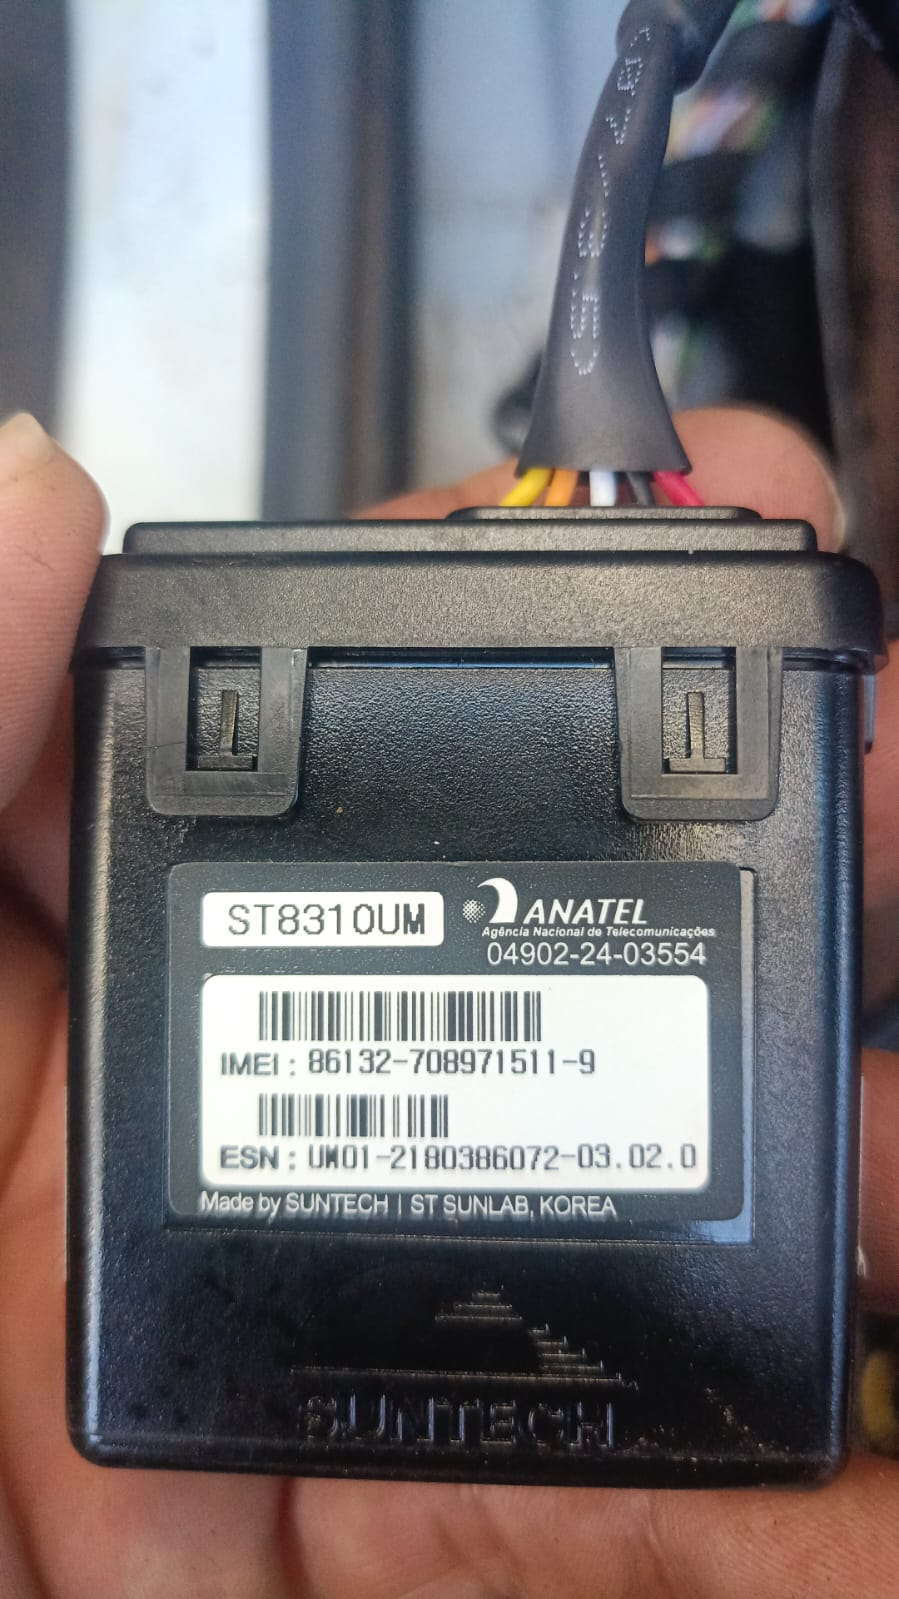 ST8310UM
ANATEL
Agência Nacional de Telecomunicações
04902-24-03554
IMEI : 86132-708971511-9
ESN : UM01-2180386072-03.02.0
Made by SUNTECH | ST SUNLAB, KOREA
SUNTECH